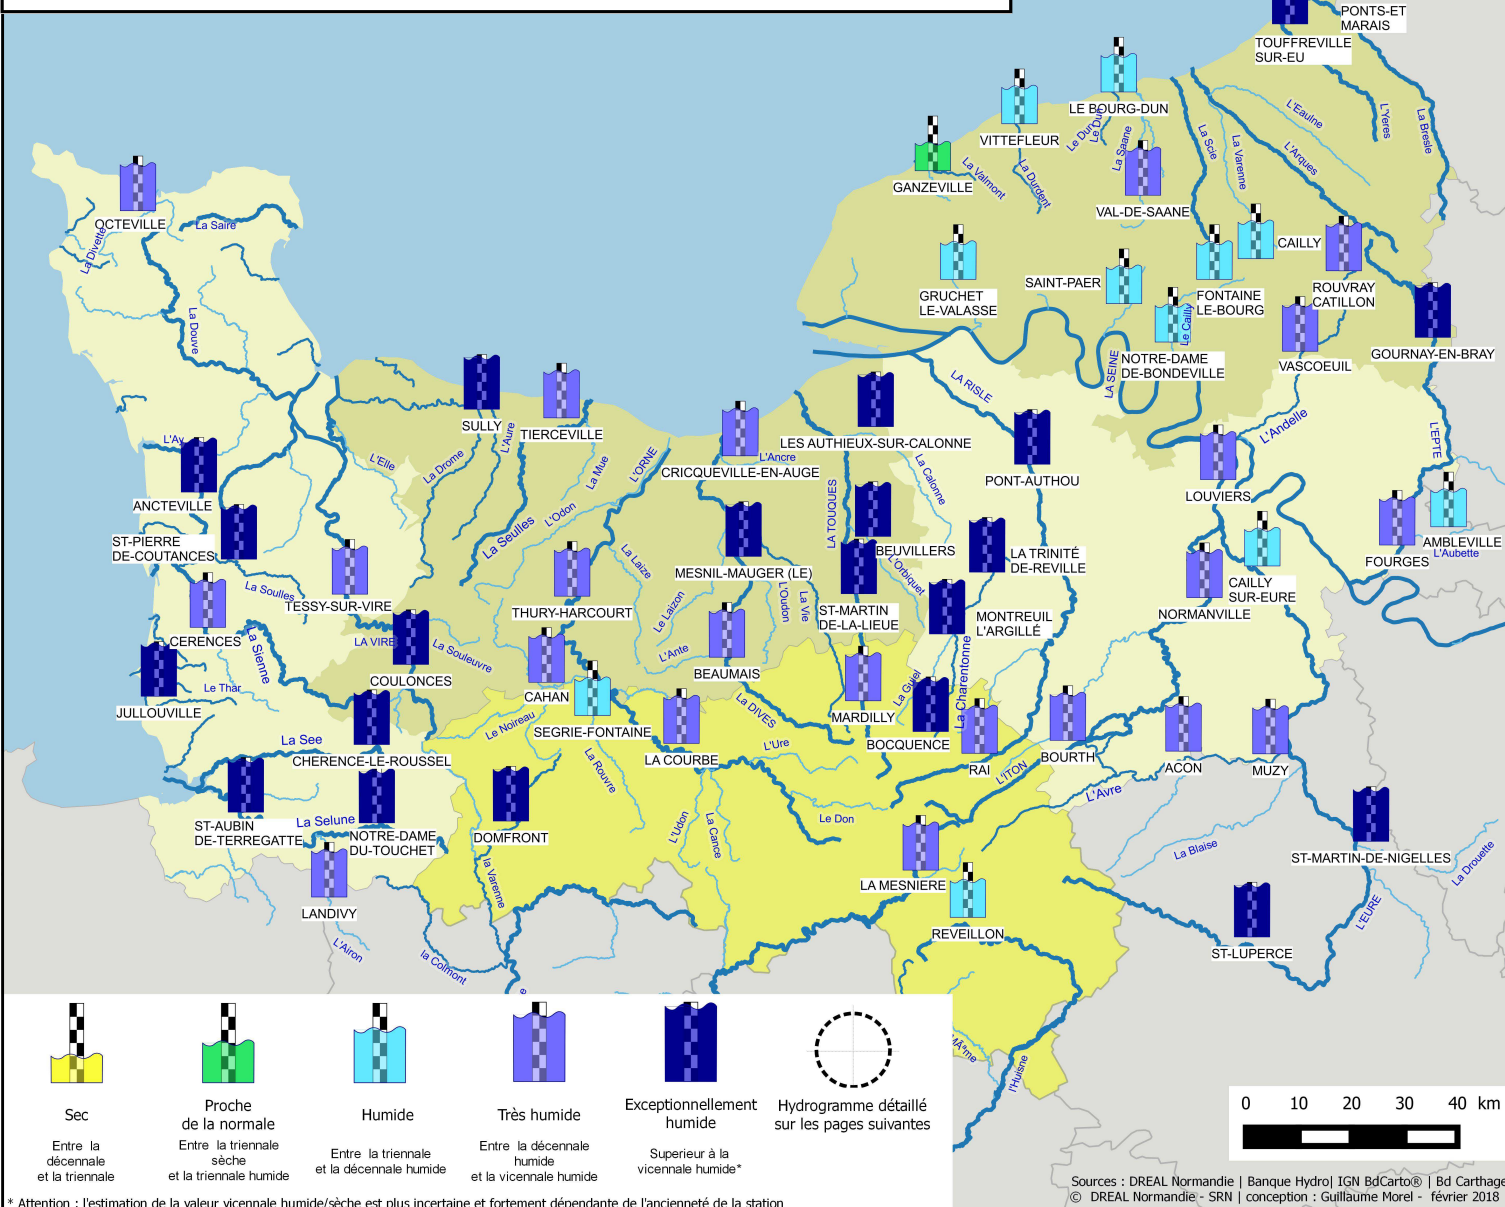 PONTS-ET
MARAIS
TOUFFREVILLE
SUR-EU
LE BOURG-DUN
VITTEFLEUR
Le Dun
Le Dun
La Saane
La Scie
La Varenne
L'Eaulne
L'Arques
L'Yeres
La Bresle
GANZEVILLE
La Valmont
La Durdent
VAL-DE-SAANE
OCTEVILLE
La Saire
La Divette
La Douve
GRUCHET
LE-VALASSE
SAINT-PAER
CAILLY
FONTAINE
LE-BOURG
Le Cailly
ROUVRAY
CATILLON
NOTRE-DAME
DE-BONDEVILLE
VASCOEUIL
GOURNAY-EN-BRAY
LA SEINE
LA RISLE
L'Andelle
L'EPTE
SULLY
TIERCEVILLE
L'Aure
LES AUTHIEUX-SUR-CALONNE
CRICQUEVILLE-EN-AUGE
L'Ancre
PONT-AUTHOU
LOUVIERS
L'Ay
ANCTEVILLE
L'Elle
La Drome
La Mue
L'ORNE
La Calonne
LA TOUQUES
ST-PIERRE
DE-COUTANCES
La Seulles
L'Odon
La Laize
MESNIL-MAUGER (LE)
BEUVILLERS
L'Orbiquet
LA TRINITÉ
DE-REVILLE
AMBLEVILLE
L'Aubette
FOURGES
CAILLY
SUR-EURE
NORMANVILLE
La Soulles
TESSY-SUR-VIRE
THURY-HARCOURT
Le Laizon
L'Oudon
La Vie
ST-MARTIN
DE-LA-LIEUE
MONTREUIL
L'ARGILLÉ
CERENCES
La Sienne
LA VIRE
La Souleuvre
L'Ante
BEAUMAIS
COULONCES
Le Thar
JULLOUVILLE
CAHAN
SEGRIE-FONTAINE
Le Noireau
La DIVES
MARDILLY
La Guiel
La Charentonne
BOCQUENCE
La See
CHERENCE-LE-ROUSSEL
La Rouvre
LA COURBE
L'Ure
RAI
L'ITON
BOURTH
ACON
MUZY
L'Avre
ST-AUBIN
DE-TERREGATTE
La Selune
NOTRE-DAME
DU-TOUCHET
DOMFRONT
L'Udon
La Cance
Le Don
La Blaise
ST-MARTIN-DE-NIGELLES
La Drouette
la Varenne
LANDIVY
L'Airon
la Colmont
LA MESNIERE
REVEILLON
ST-LUPERCE
L'EURE
l'Huisne
Sec
Entre la
décennale
et la triennale
Proche
de la normale
Entre la triennale
sèche
et la triennale humide
Humide
Entre la triennale
et la décennale humide
Très humide
Entre la décennale
humide
et la vicennale humide
Exceptionnellement
humide
Superieur à la
vicennale humide*
Hydrogramme détaillé
sur les pages suivantes
0 10 20 30 40 km
Sources : DREAL Normandie | Banque Hydro| IGN BdCarto® | Bd Carthage
© DREAL Normandie - SRN | conception : Guillaume Morel - février 2018
* Attention : l'estimation de la valeur vicennale humide/sèche est plus incertaine et fortement dépendante de l'ancienneté de la station